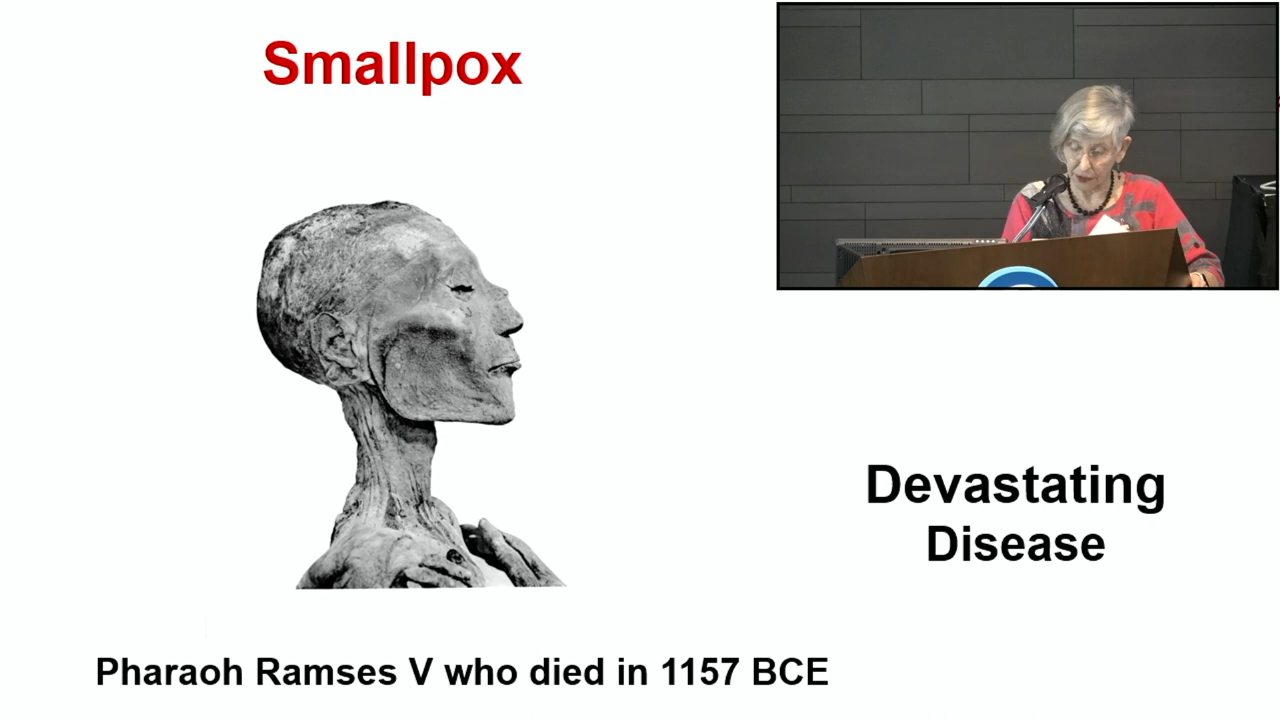 Smallpox
Devastating
Disease
Pharaoh Ramses V who died in 1157 BCE